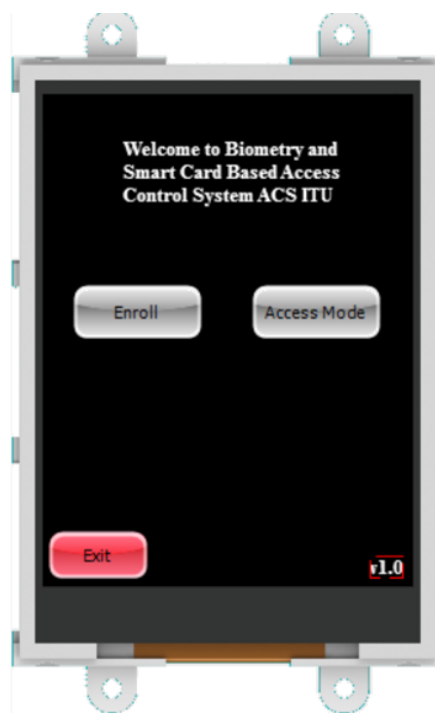 Welcome to Biometry and
Smart Card Based Access
Control System ACS ITU
Enroll
Access Mode
Exit
v1.0